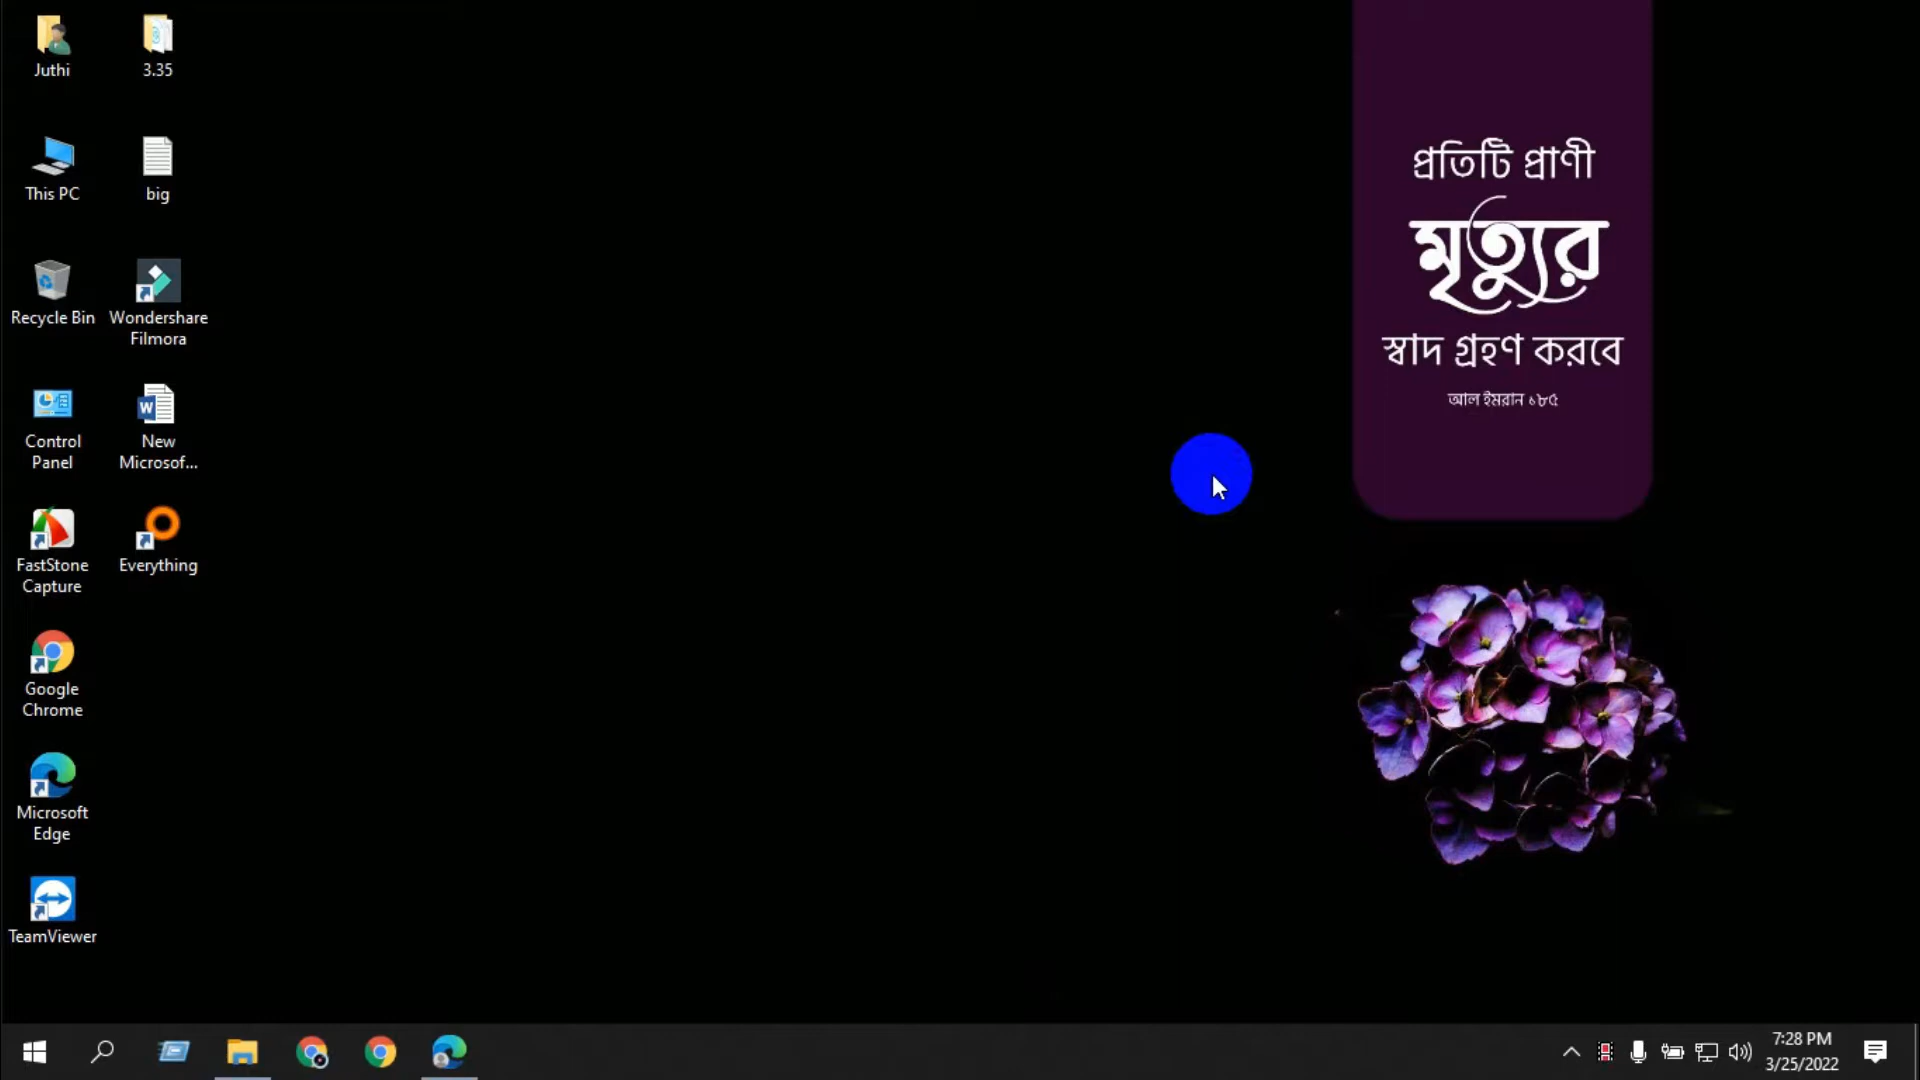 Juthi
3.35
This PC
big
Recycle Bin
Wondershare
Filmora
Control
Panel
New
Microsof...
FastStone
Capture
Everything
Google
Chrome
Microsoft
Edge
TeamViewer
প্রতিটি প্রাণী
মৃত্যুর
স্বাদ গ্রহণ করবে
আল ইমরান ১৮৫
7:28 PM
3/25/2022